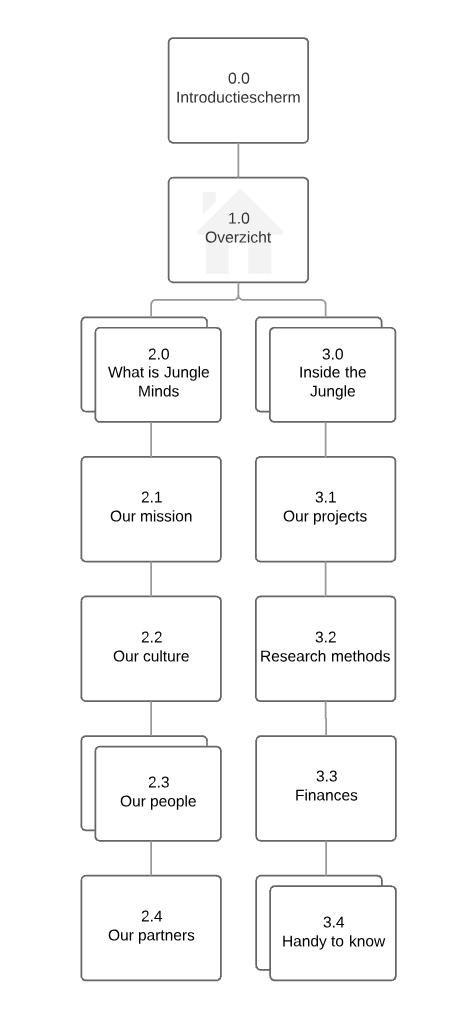 0.0
Introductiescherm
1.0
Overzicht
2.0
What is Jungle
Minds
3.0
Inside the
Jungle
2.1
Our mission
3.1
Our projects
2.2
Our culture
3.2
Research methods
2.3
Our people
3.3
Finances
2.4
Our partners
3.4
Handy to know